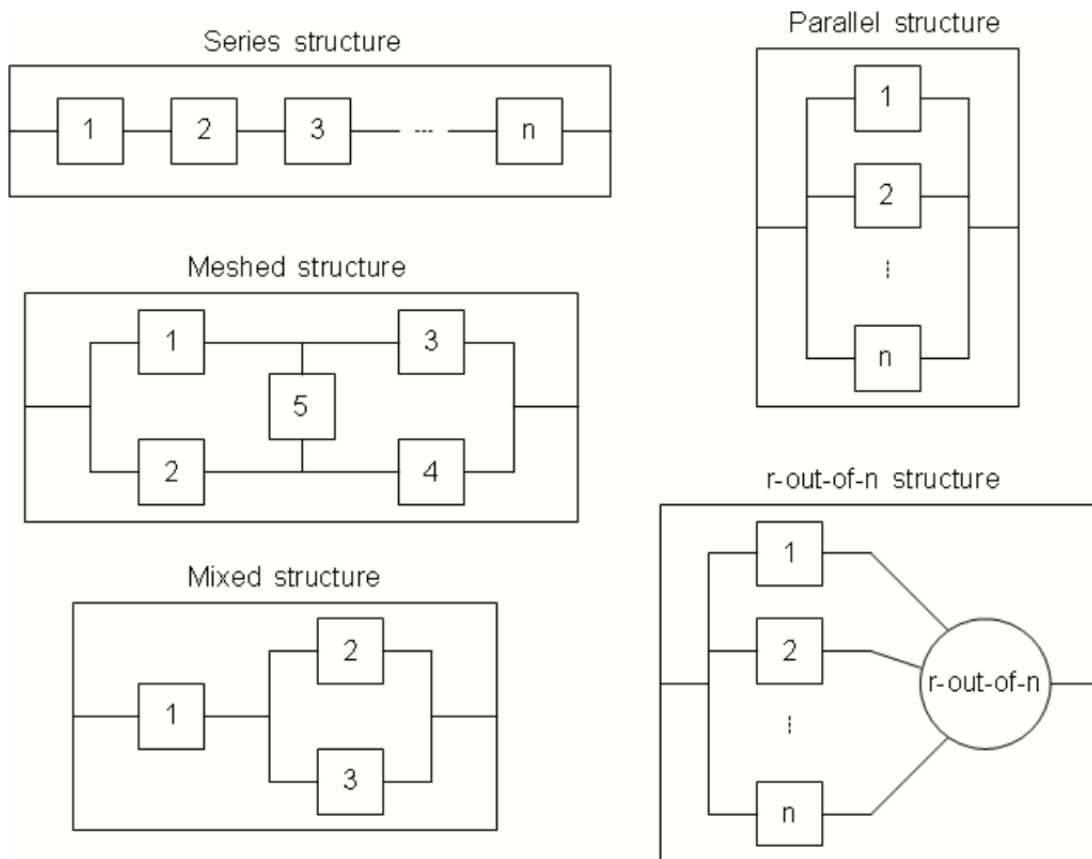 Series structure
1 2 3 --- n
Parallel structure
1
2
n
Meshed structure
1 3
5
2 4
r-out-of-n structure
1
2
r-out-of-n
n
Mixed structure
2
1
3